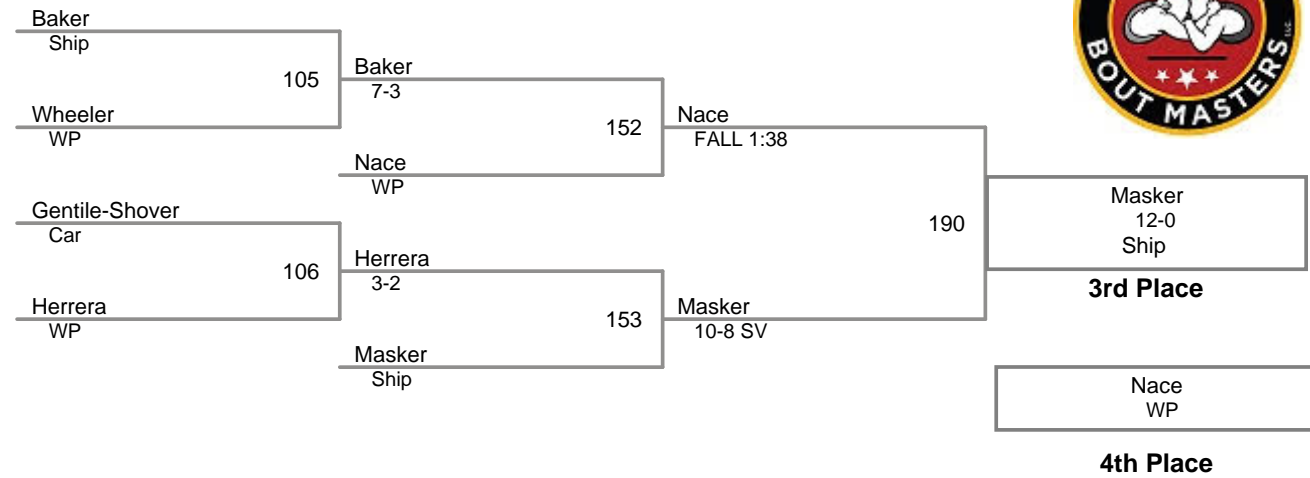 Baker
Ship
105
Wheeler
WP
Baker
7-3
152
Nace
WP
Nace
FALL 1:38
Gentile-Shover
Car
106
Herrera
WP
Herrera
3-2
153
Masker
Ship
Masker
10-8 SV
190
Masker
12-0
Ship
3rd Place
Nace
WP
4th Place
BOUT MASTERS LLC.